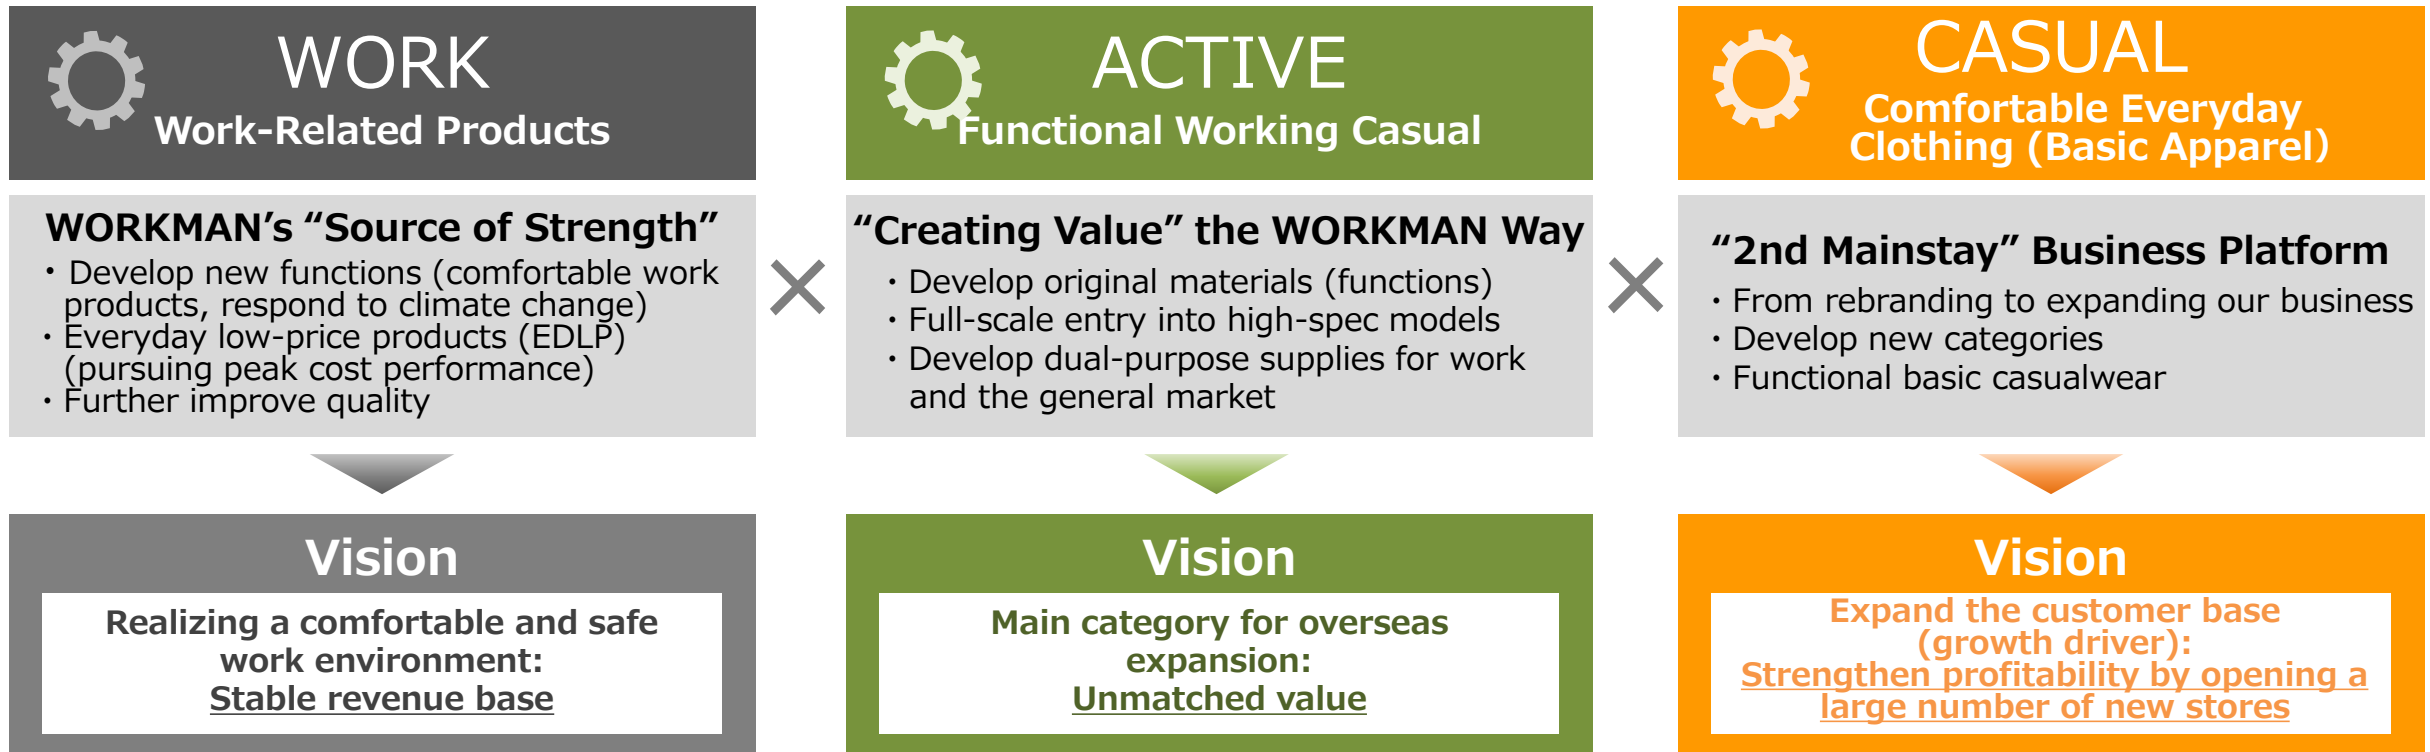 WORK
Work-Related Products
WORKMAN’s “Source of Strength”
・Develop new functions (comfortable work
products, respond to climate change)
・Everyday low-price products (EDLP)
(pursuing peak cost performance)
・Further improve quality
Vision
Realizing a comfortable and safe
work environment:
Stable revenue base
×
ACTIVE
Functional Working Casual
“Creating Value” the WORKMAN Way
・Develop original materials (functions)
・Full-scale entry into high-spec models
・Develop dual-purpose supplies for work
and the general market
Vision
Main category for overseas
expansion:
Unmatched value
×
CASUAL
Comfortable Everyday
Clothing (Basic Apparel)
“2nd Mainstay” Business Platform
・From rebranding to expanding our business
・Develop new categories
・Functional basic casualwear
Vision
Expand the customer base
(growth driver):
Strengthen profitability by opening a
large number of new stores